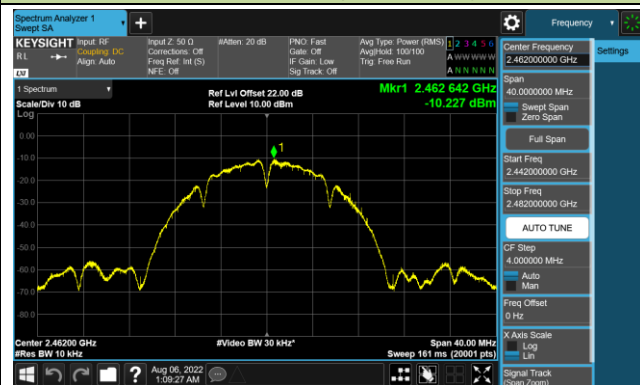 Spectrum Analyzer 1
Swept SA
Frequency
KEYSIGHT
RL
LXI
Input: RF
Coupling: DC
Align: Auto
Input Z: 50 Ω
Corrections: Off
Freq Ref: Int (S)
NFE: Off
#Atten: 20 dB
PNO: Fast
Gate: Off
IF Gain: Low
Sig Track: Off
Avg Type: Power (RMS)
Avg|Hold: 100/100
Trig: Free Run
1 2 3 4 5 6
A W W W W W
A N N N N N
1 Spectrum
Scale/Div 10 dB
Log
Ref Lvl Offset 22.00 dB
Ref Level 10.00 dBm
Mkr1 2.462 642 GHz
-10.227 dBm
1
0.00
-10.0
-20.0
-30.0
-40.0
-50.0
-60.0
-70.0
-80.0
Center 2.46200 GHz
#Res BW 10 kHz
#Video BW 30 kHz*
Span 40.00 MHz
Sweep 161 ms (20001 pts)
Center Frequency
2.462000000 GHz
Settings
Span
40.0000000 MHz
Swept Span
Zero Span
Full Span
Start Freq
2.442000000 GHz
Stop Freq
2.482000000 GHz
AUTO TUNE
CF Step
4.000000 MHz
Auto
Man
Freq Offset
0 Hz
X Axis Scale
Log
Lin
Signal Track
(Span Zoom)
Aug 06, 2022
1:09:27 AM